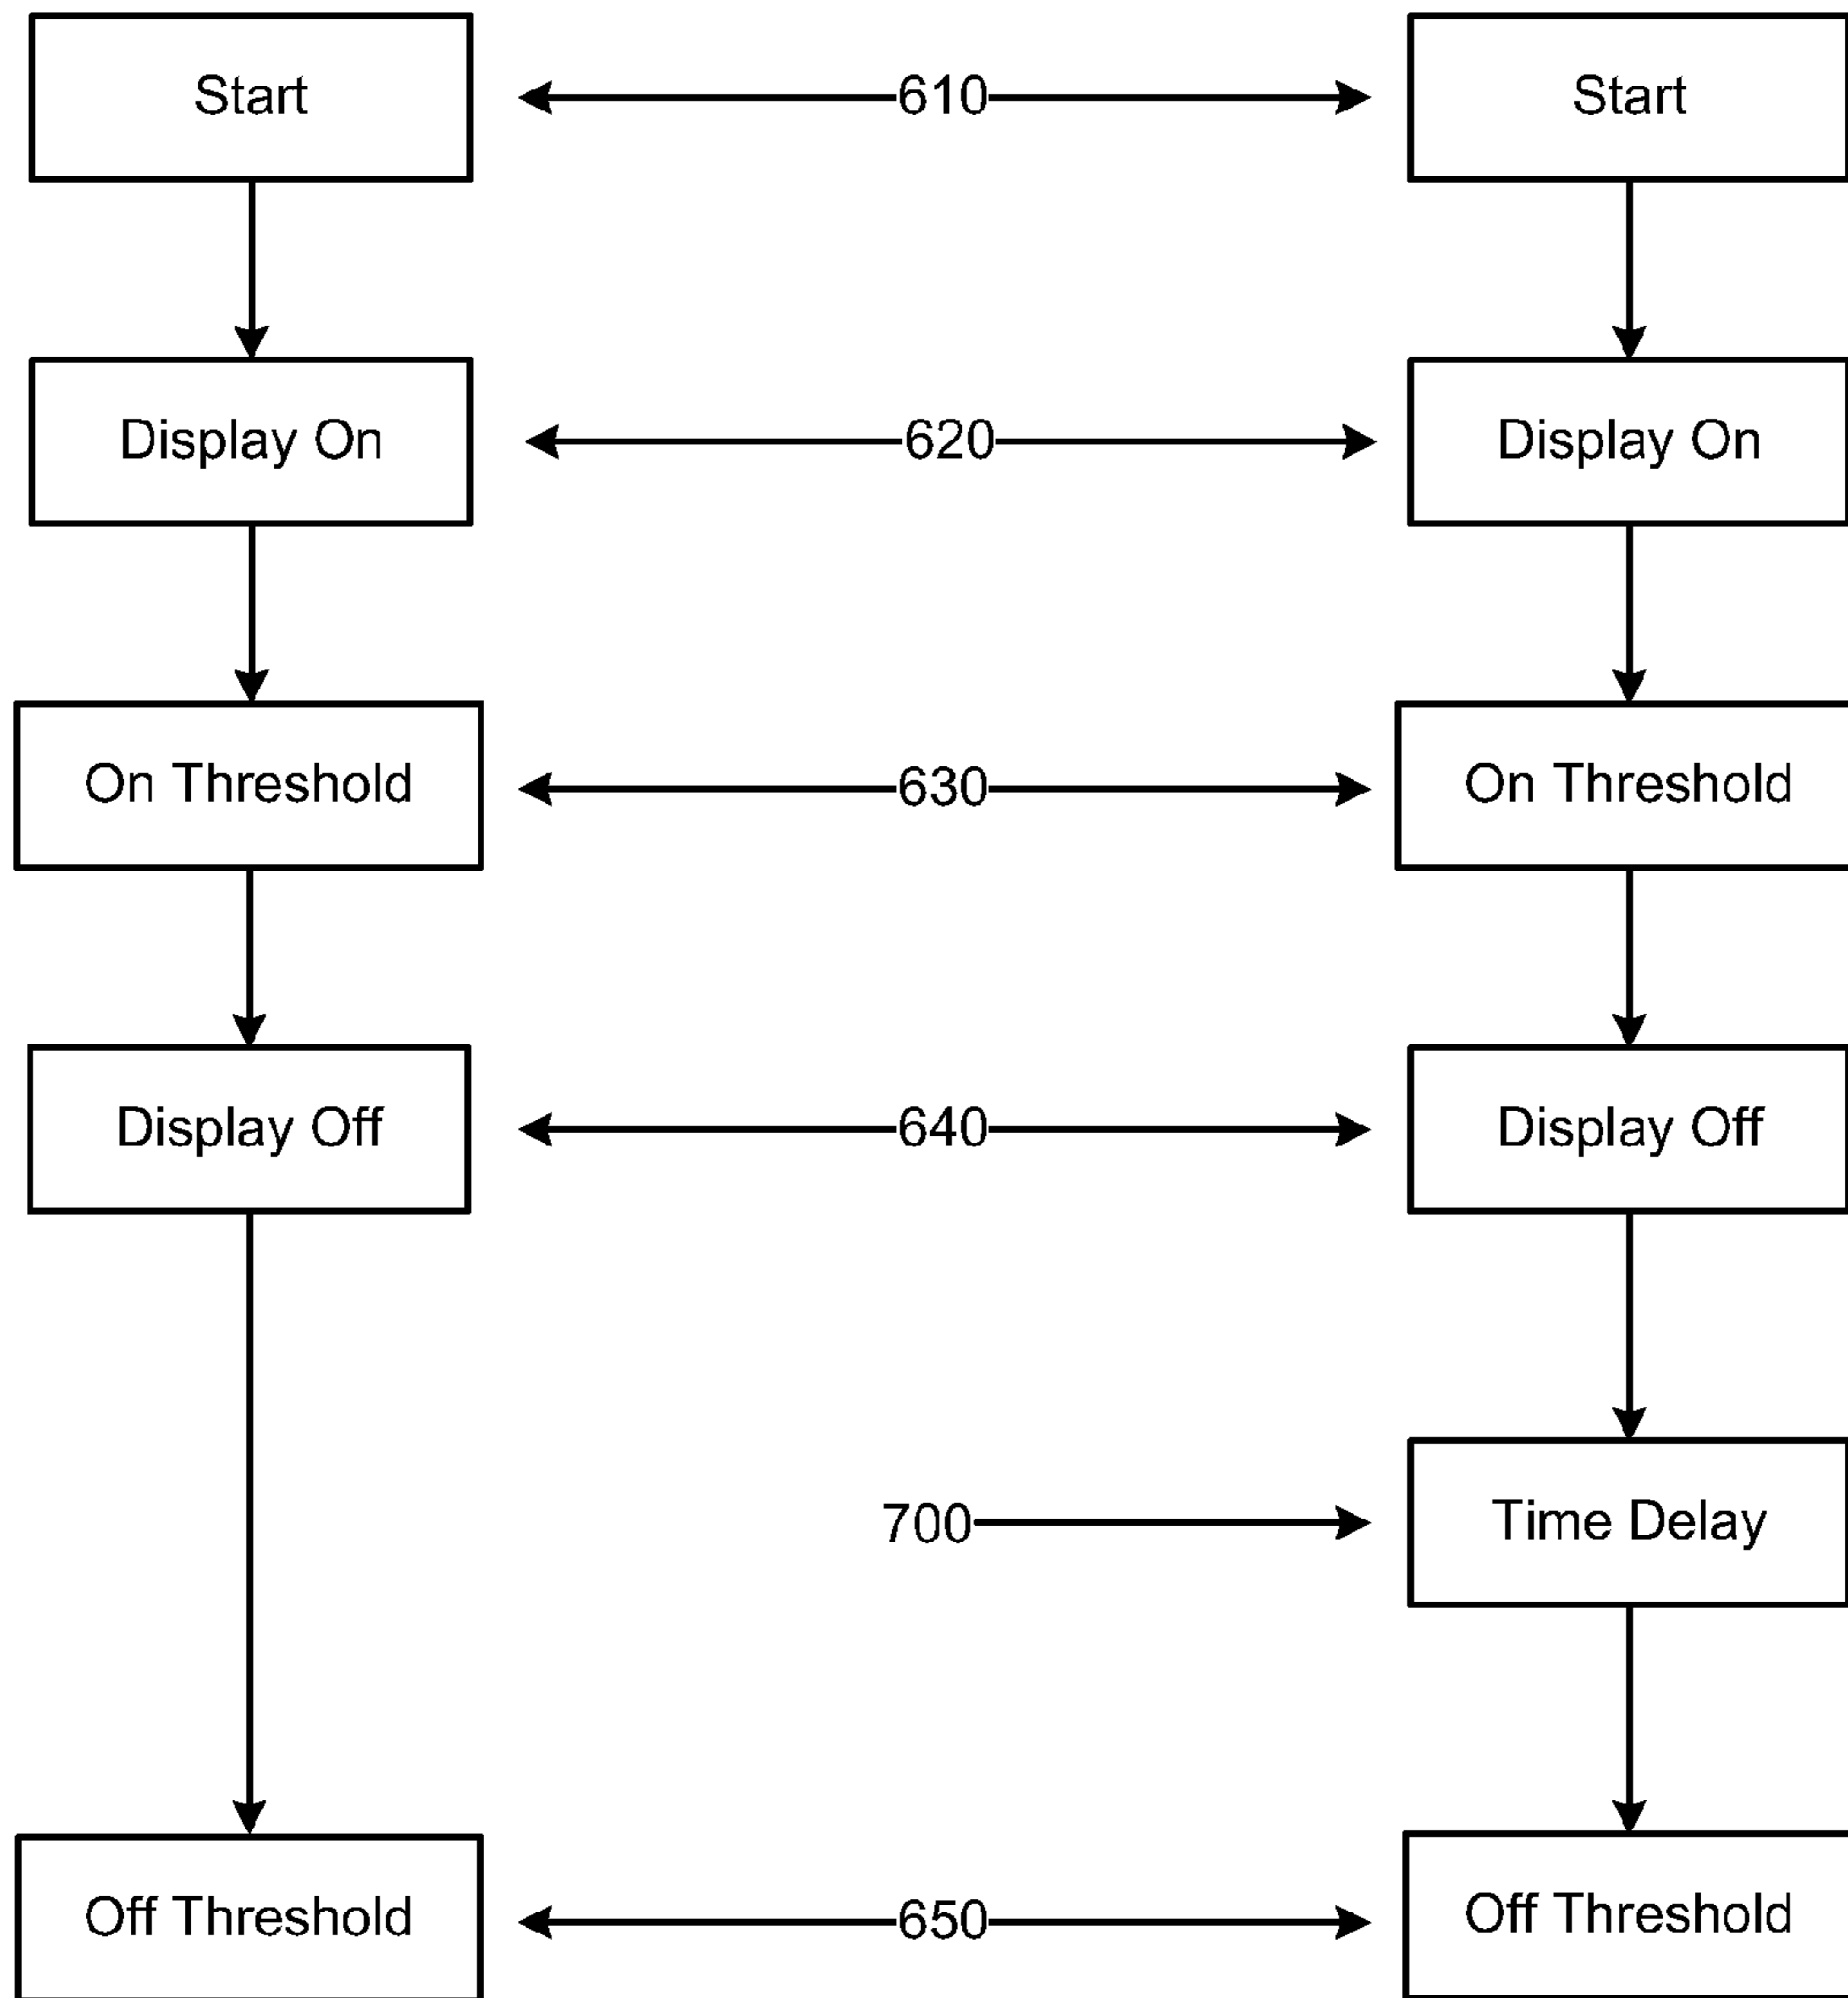 Start
610
Start
Display On
620
Display On
On Threshold
630
On Threshold
Display Off
640
Display Off
700
Time Delay
Off Threshold
650
Off Threshold